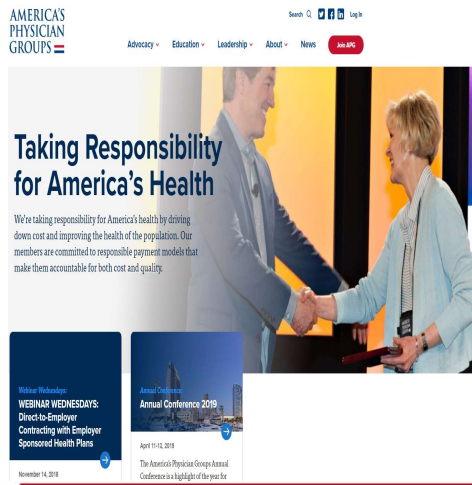 AMERICA'S
PHYSICIAN
GROUPS
Search
Log In
Advocacy
Education
Leadership
About
News
Join APG
Taking Responsibility
for America's Health
We're taking responsibility for America's health by driving
down cost and improving the health of the population. Our
members are committed to responsible payment models that
make them accountable for both cost and quality.
Webinar Wednesdays:
WEBINAR WEDNESDAYS:
Direct-to-Employer
Contracting with Employer
Sponsored Health Plans
November 14, 2018
Annual Conference:
Annual Conference 2019
April 11-13, 2019
The America's Physician Groups Annual
Conference is a highlight of the year for